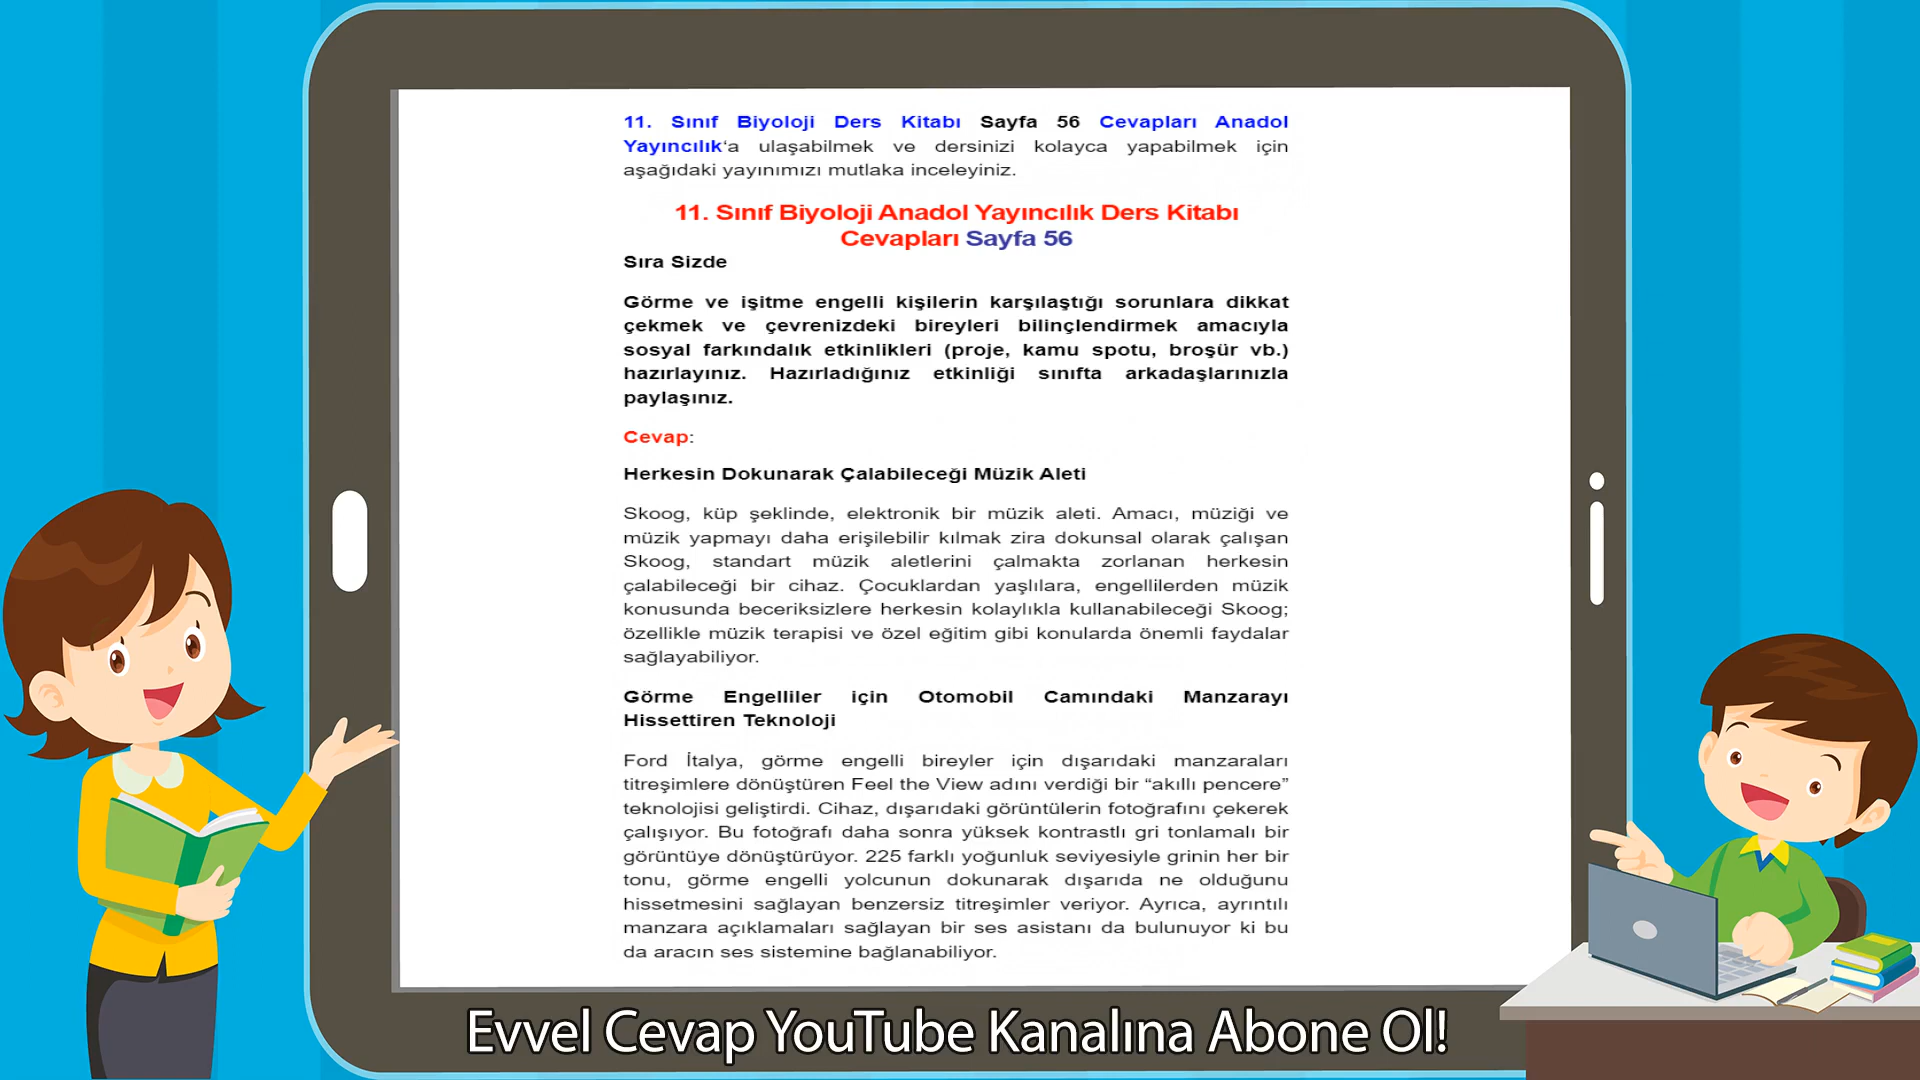 11. Sınıf Biyoloji Ders Kitabı Sayfa 56 Cevapları Anadol
Yayıncılık‘a ulaşabilmek ve dersinizi kolayca yapabilmek için
aşağıdaki yayınımızı mutlaka inceleyiniz.
11. Sınıf Biyoloji Anadol Yayıncılık Ders Kitabı
Cevapları Sayfa 56
Sıra Sizde
Görme ve işitme engelli kişilerin karşılaştığı sorunlara dikkat
çekmek ve çevrenizdeki bireyleri bilinçlendirmek amacıyla
sosyal farkındalık etkinlikleri (proje, kamu spotu, broşür vb.)
hazırlayınız. Hazırladığınız etkinliği sınıfta arkadaşlarınızla
paylaşınız.
Cevap:
Herkesin Dokunarak Çalabileceği Müzik Aleti
Skoog, küp şeklinde, elektronik bir müzik aleti. Amacı, müziği ve
müzik yapmayı daha erişilebilir kılmak zira dokunsal olarak çalışan
Skoog, standart müzik aletlerini çalmakta zorlanan herkesin
çalabileceği bir cihaz. Çocuklardan yaşlılara, engellilerden müzik
konusunda beceriksizlere herkesin kolaylıkla kullanabileceği Skoog;
özellikle müzik terapisi ve özel eğitim gibi konularda önemli faydalar
sağlayabiliyor.
Görme Engelliler için Otomobil Camındaki Manzarayı
Hissettiren Teknoloji
Ford İtalya, görme engelli bireyler için dışarıdaki manzaraları
titreşimlere dönüştüren Feel the View adını verdiği bir “akıllı pencere”
teknolojisi geliştirdi. Cihaz, dışarıdaki görüntülerin fotoğrafını çekerek
çalışıyor. Bu fotoğrafı daha sonra yüksek kontrastlı gri tonlamalı bir
görüntüye dönüştürüyor. 225 farklı yoğunluk seviyesiyle grinin her bir
tonu, görme engelli yolcunun dokunarak dışarıda ne olduğunu
hissetmesini sağlayan benzersiz titreşimler veriyor. Ayrıca, ayrıntılı
manzara açıklamaları sağlayan bir ses asistanı da bulunuyor ki bu
da aracın ses sistemine bağlanabiliyor.
Evvel Cevap YouTube Kanalına Abone Ol!